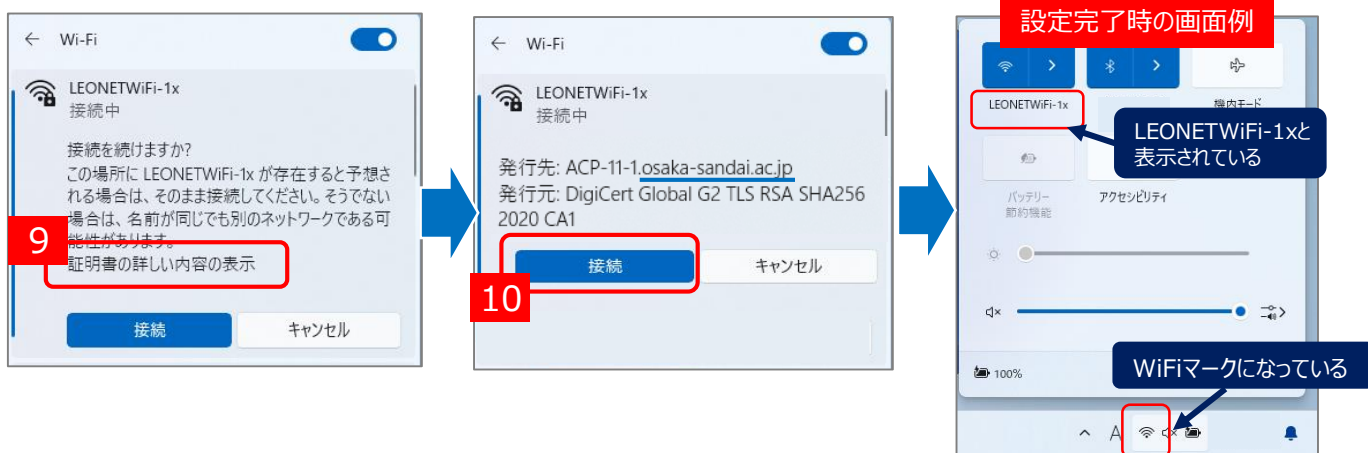 Wi-Fi
LEONETWiFi-1x
接続中
接続を続けますか?
この場所に LEONETWiFi-1x が存在すると予想さ
れる場合は、そのまま接続してください。そうでない
場合は、名前が同じでも別のネットワークである可
能性があります。
9
証明書の詳しい内容の表示
接続
キャンセル
Wi-Fi
LEONETWiFi-1x
接続中
発行先: ACP-11-1.osaka-sandai.ac.jp
発行元: DigiCert Global G2 TLS RSA SHA256
2020 CA1
接続
キャンセル
10
設定完了時の画面例
LEONETWiFi-1x
機内モード
LEONETWiFi-1xと
表示されている
バッテリー
節約機能
アクセシビリティ
100%
WiFiマークになっている
A